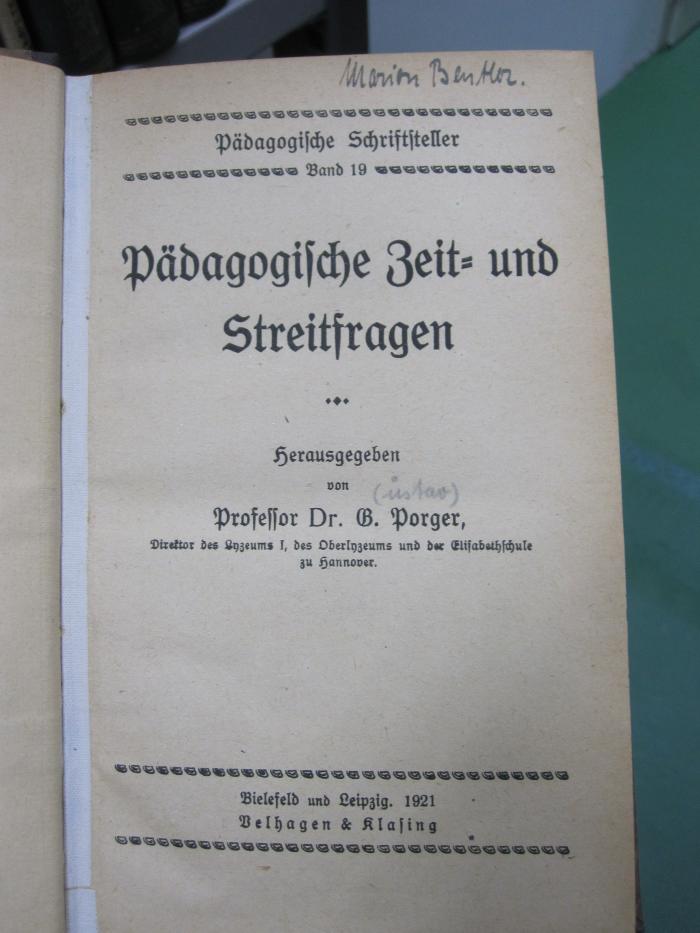 Marion Beutler.
Pädagogische Schriftsteller
Band 19
Pädagogische Zeit- und
Streitfragen
Herausgegeben
von
(ustav)
Professor Dr. G. Porger,
Direktor des Lyzeums I, des Oberlyzeums und der Elisabethschule
zu Hannover.
Bielefeld und Leipzig. 1921
Velhagen & Klasing